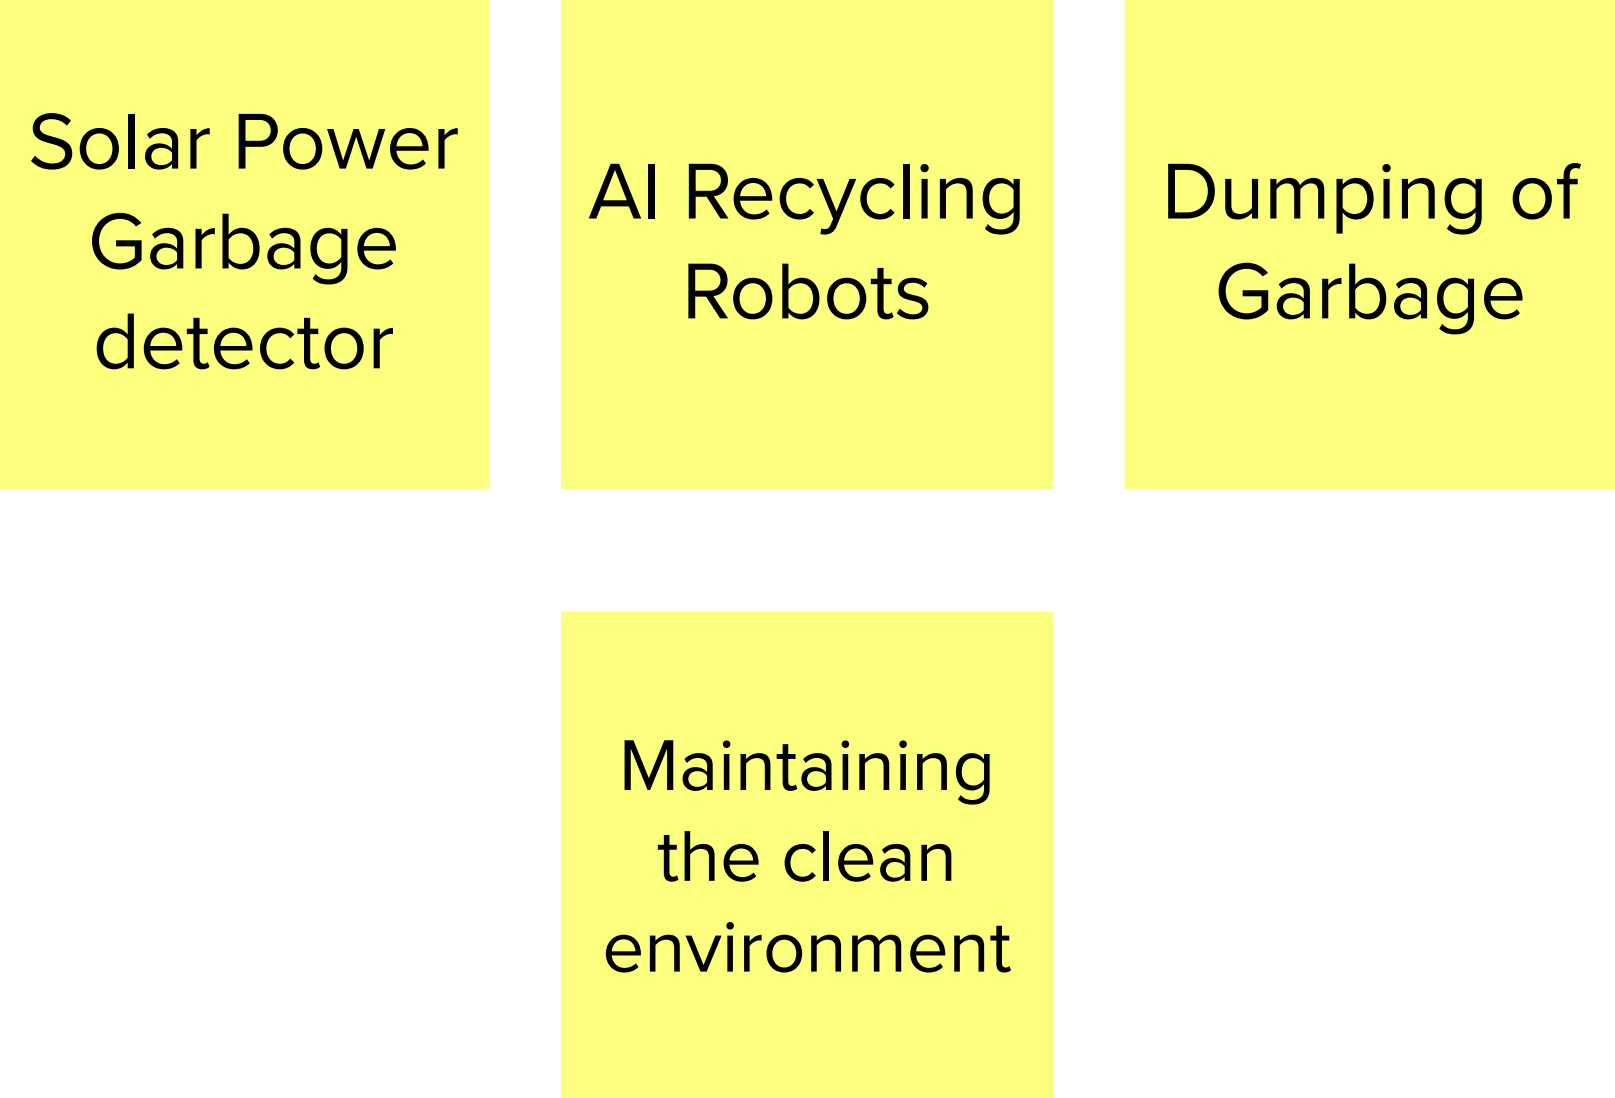 Solar Power
Garbage
detector
AI Recycling
Robots
Dumping of
Garbage
Maintaining
the clean
environment